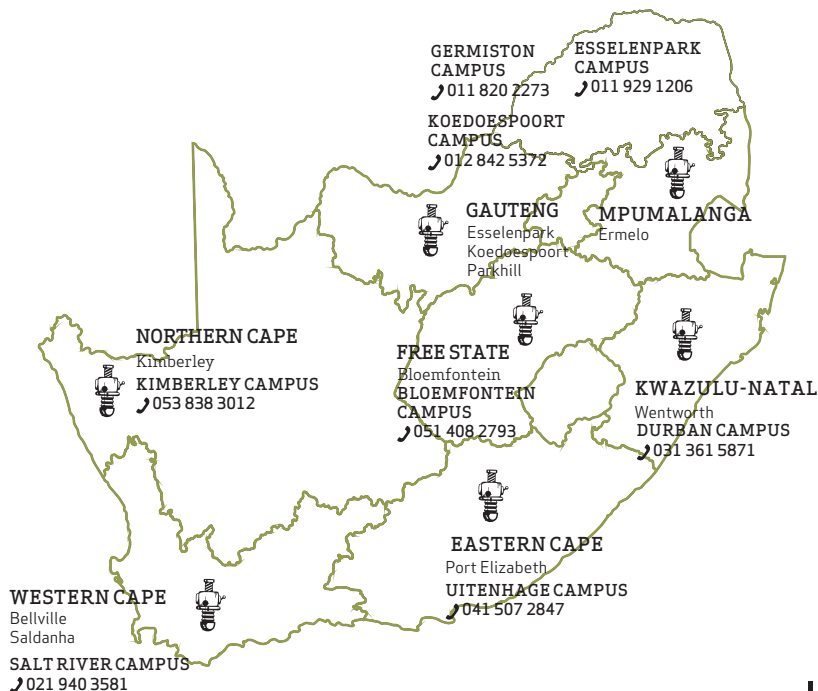 GERMISTON
CAMPUS
011 820 2273
ESSELENPARK
CAMPUS
011 929 1206
KOEDOESPOORT
CAMPUS
012 842 5372
GAUTENG
Esselenpark
Koedoespoort
Parkhill
MPUMALANGA
Ermelo
NORTHERN CAPE
Kimberley
KIMBERLEY CAMPUS
053 838 3012
FREE STATE
Bloemfontein
BLOEMFONTEIN
CAMPUS
051 408 2793
KWAZULU-NATAL
Wentworth
DURBAN CAMPUS
031 361 5871
EASTERN CAPE
Port Elizabeth
UITENHAGE CAMPUS
041 507 2847
WESTERN CAPE
Bellville
Saldanha
SALT RIVER CAMPUS
021 940 3581